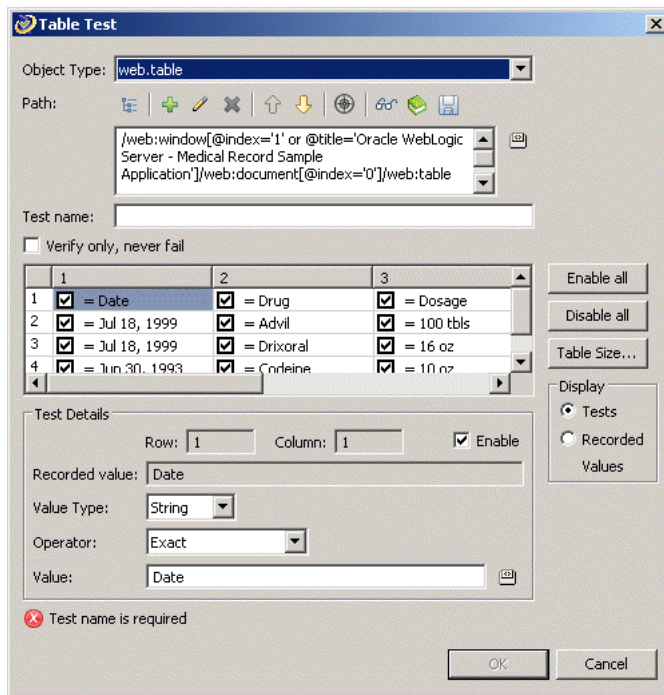 Table Test
Object Type: web.table
Path:
/web:window[@index='1' or @title='Oracle WebLogic
Server - Medical Record Sample
Application']/web:document[@index='0']/web:table
Test name:
Verify only, never fail
1 2 3
1 = Date = Drug = Dosage
2 = Jul 18, 1999 = Advil = 100 tbls
3 = Jul 18, 1999 = Drixoral = 16 oz
4 = Jun 30, 1993 = Codeine = 10 oz
Enable all
Disable all
Table Size...
Display
Tests
Recorded
Values
Test Details
Row: 1 Column: 1 Enable
Recorded value: Date
Value Type: String
Operator: Exact
Value: Date
Test name is required
OK Cancel